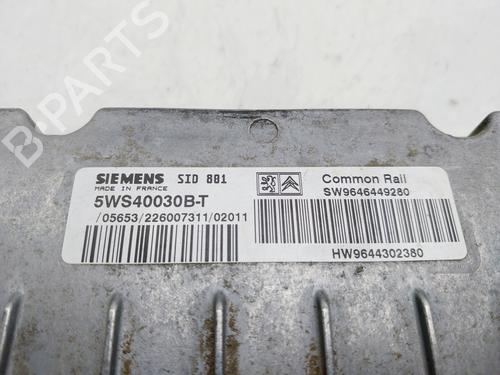 B-PARTS
SIEMENS SID 801
MADE IN FRANCE
5WS40030B-T
/05653/226007311/02011
Common Rail
SW9646449280
HW9644302380